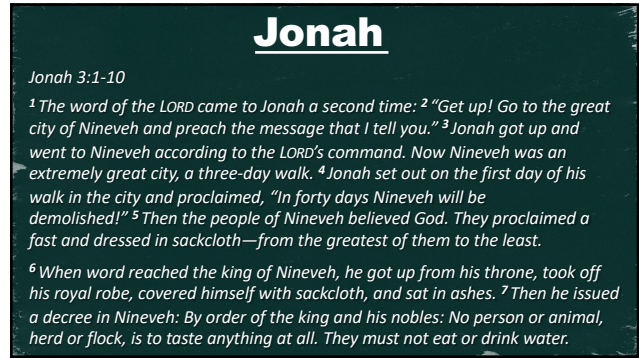 Jonah
Jonah 3:1-10
1 The word of the LORD came to Jonah a second time: 2 “Get up! Go to the great
city of Nineveh and preach the message that I tell you.” 3 Jonah got up and
went to Nineveh according to the LORD’s command. Now Nineveh was an
extremely great city, a three-day walk. 4 Jonah set out on the first day of his
walk in the city and proclaimed, “In forty days Nineveh will be
demolished!” 5 Then the people of Nineveh believed God. They proclaimed a
fast and dressed in sackcloth—from the greatest of them to the least.
6 When word reached the king of Nineveh, he got up from his throne, took off
his royal robe, covered himself with sackcloth, and sat in ashes. 7 Then he issued
a decree in Nineveh: By order of the king and his nobles: No person or animal,
herd or flock, is to taste anything at all. They must not eat or drink water.